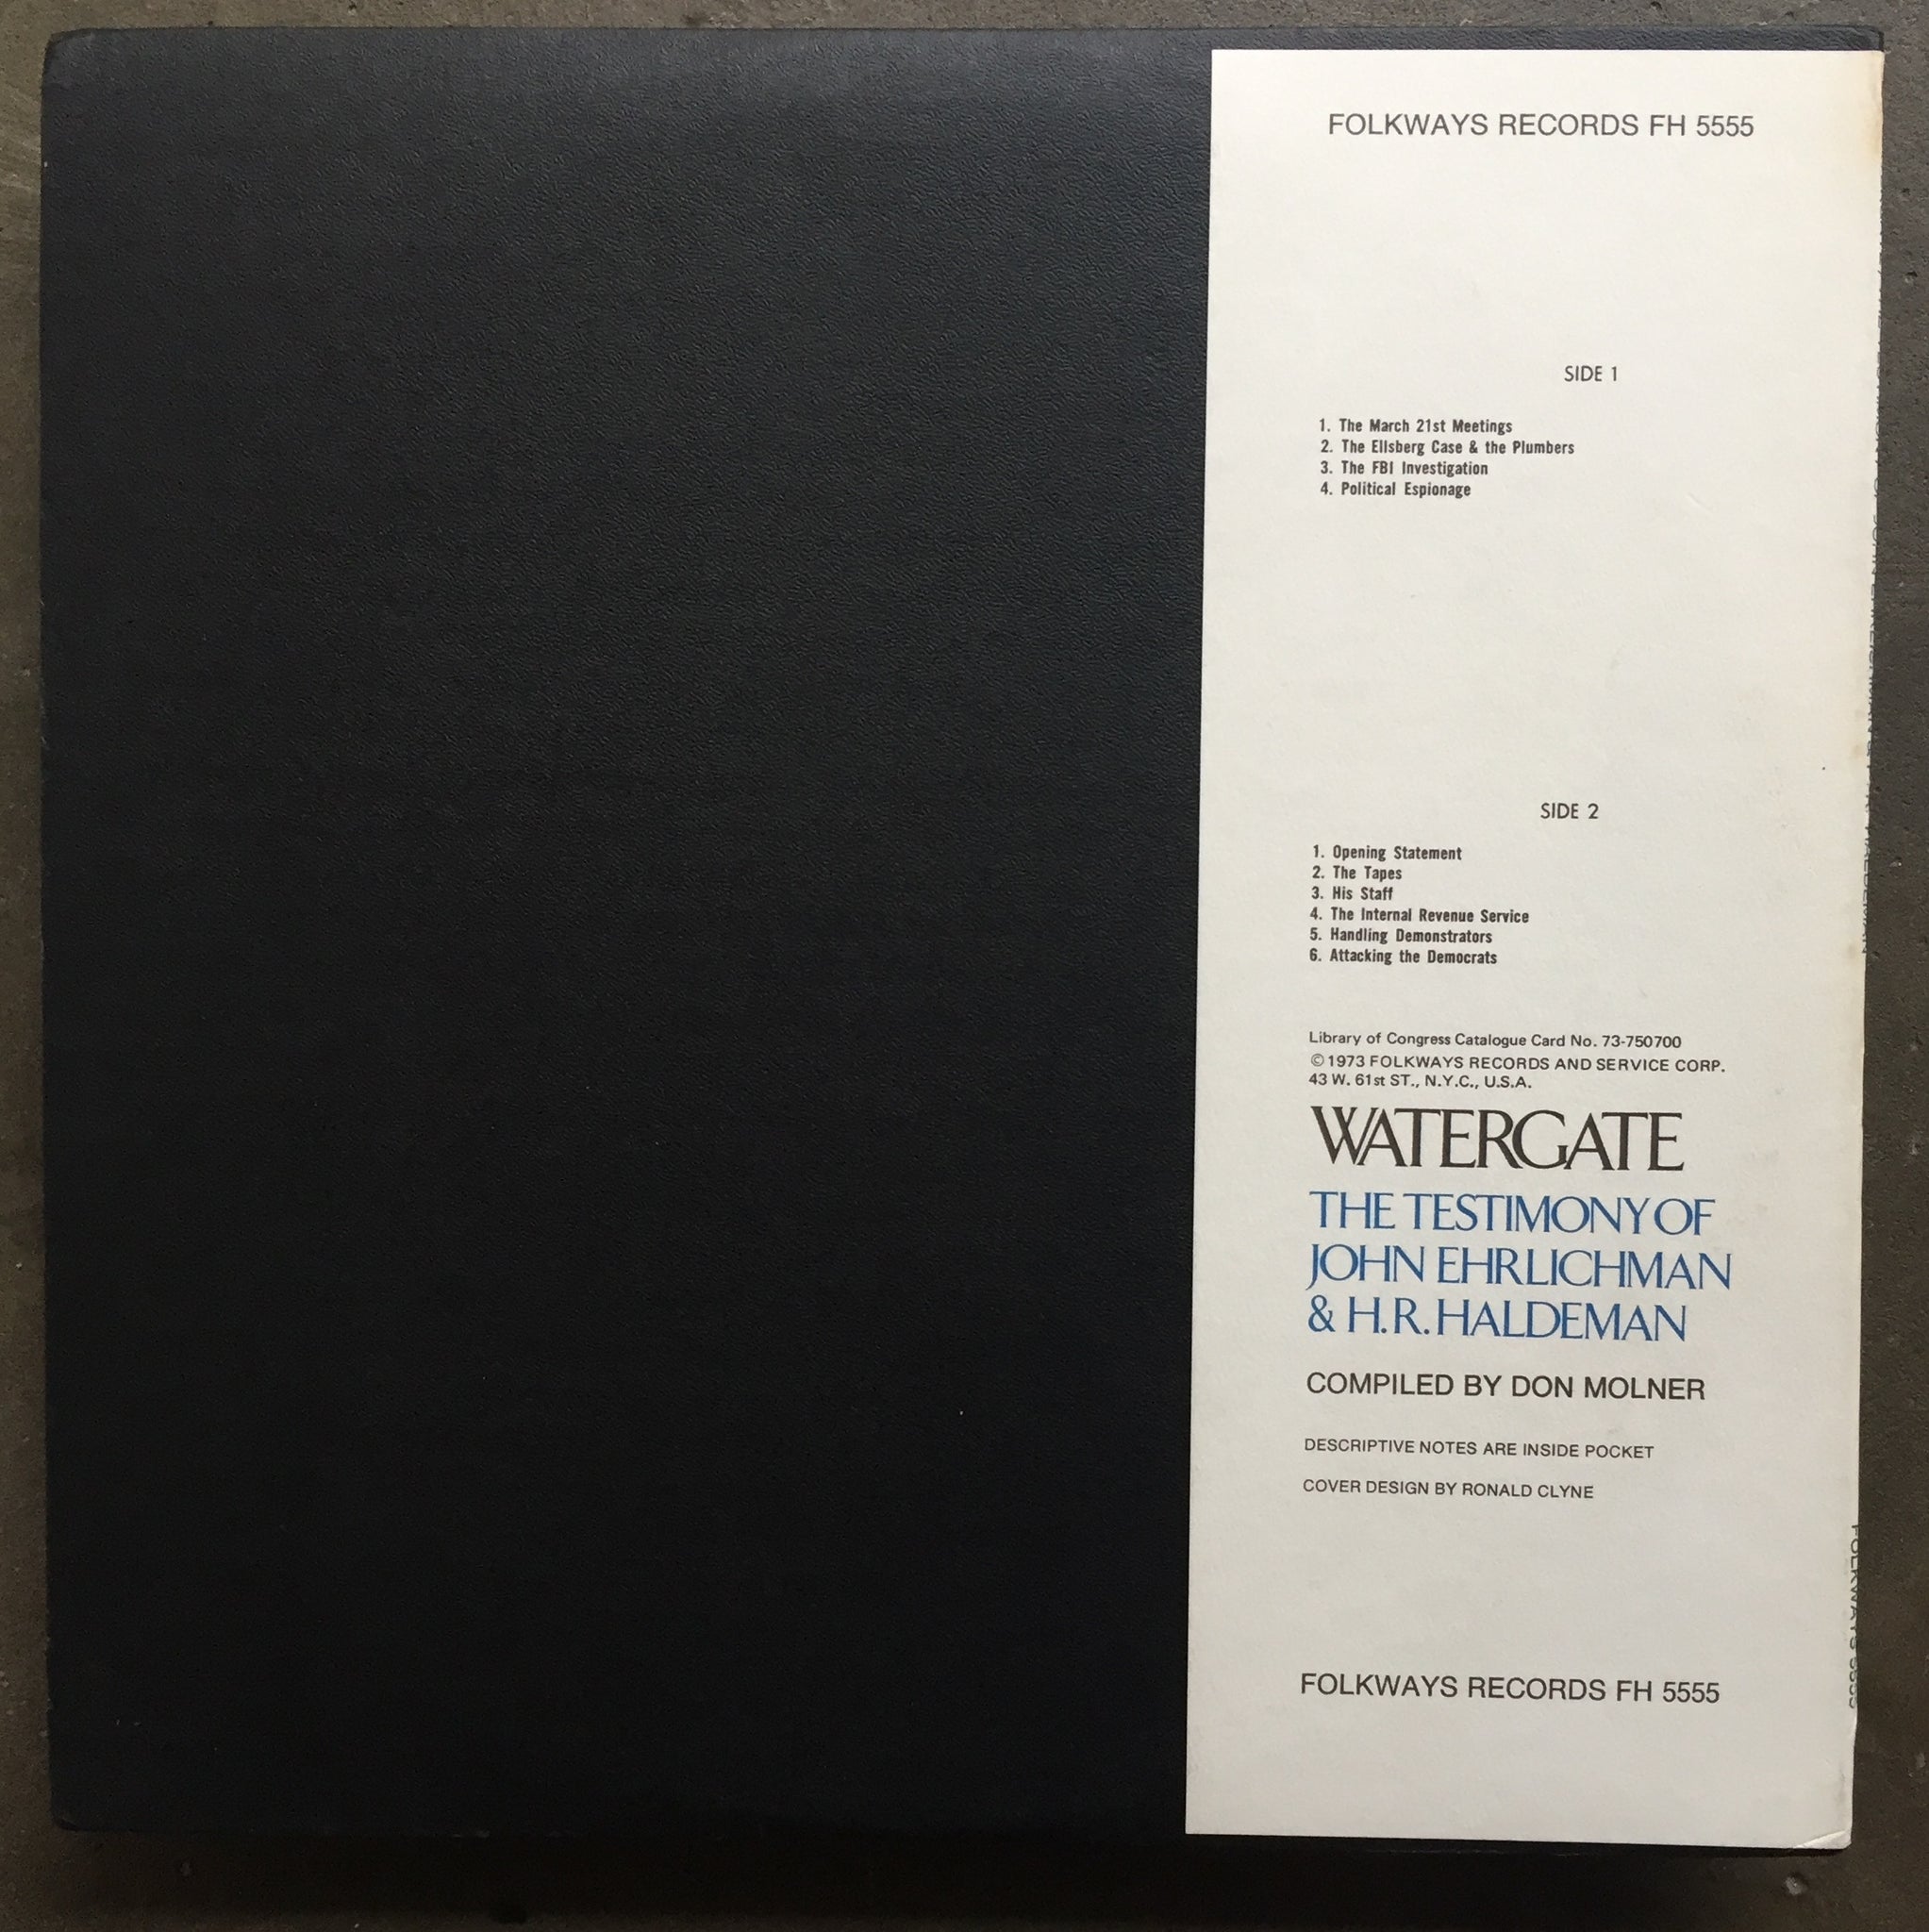 FOLKWAYS RECORDS FH 5555
SIDE 1
1. The March 21st Meetings
2. The Ellsberg Case & the Plumbers
3. The FBI Investigation
4. Political Espionage
SIDE 2
1. Opening Statement
2. The Tapes
3. His Staff
4. The Internal Revenue Service
5. Handling Demonstrators
6. Attacking the Democrats
Library of Congress Catalogue Card No. 73-750700
©1973 FOLKWAYS RECORDS AND SERVICE CORP.
43 W. 61st ST., N.Y.C., U.S.A.
WATERGATE
THE TESTIMONY OF
JOHN EHRLICHMAN
& H.R. HALDEMAN
COMPILED BY DON MOLNER
DESCRIPTIVE NOTES ARE INSIDE POCKET
COVER DESIGN BY RONALD CLYNE
FOLKWAYS RECORDS FH 5555
FOLKWAYS 5555